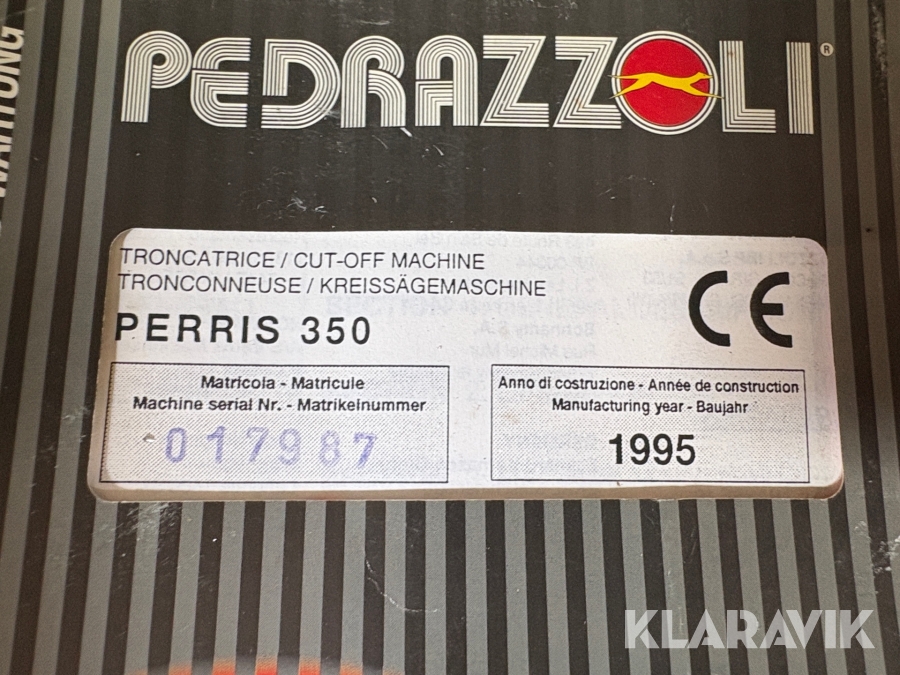 WARTUNG
PEDRAZZOLI®
TRONCATRICE / CUT-OFF MACHINE
TRONCONNEUSE / KREISSÄGEMASCHINE
PERRIS 350
CE
Matricola - Matricule
Machine serial Nr. - Matrikelnummer
017987
Anno di costruzione - Année de construction
Manufacturing year - Baujahr
1995
KLARAVIK